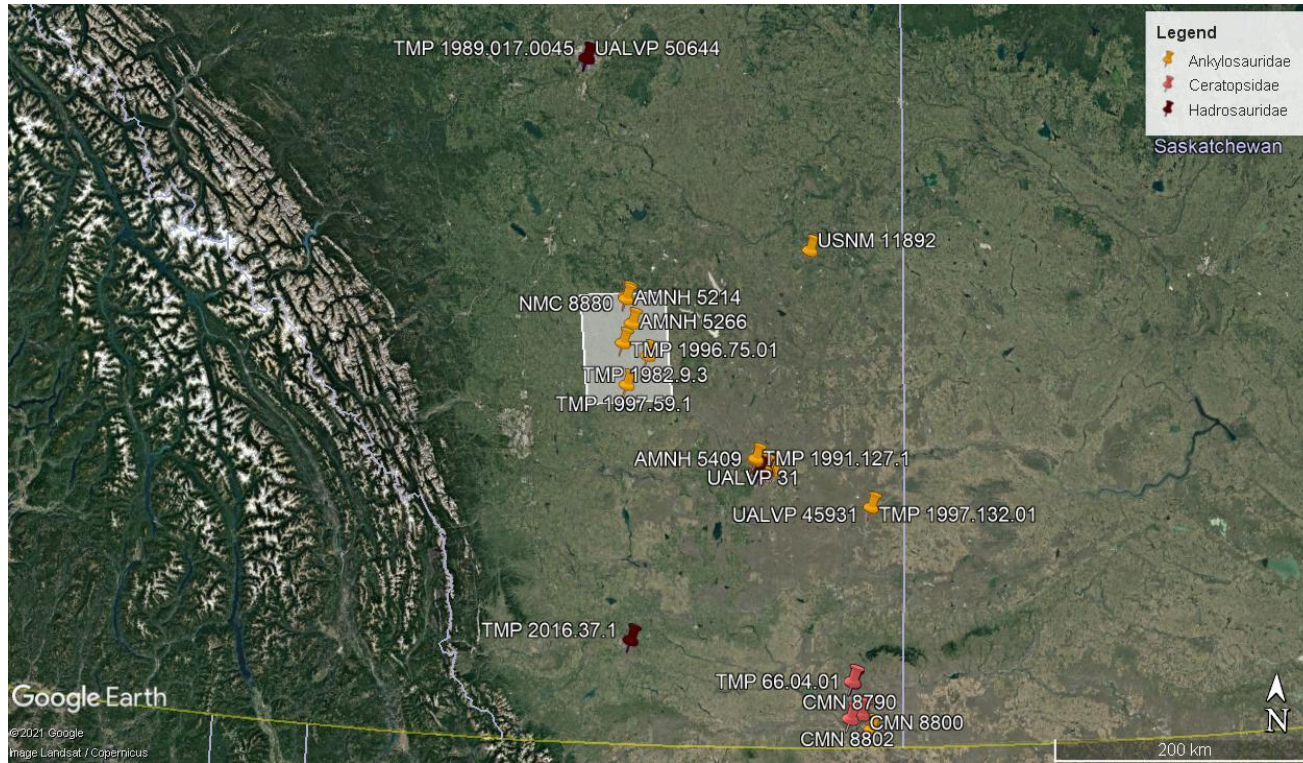 Legend
Ankylosauridae
Ceratopsidae
Hadrosauridae
Saskatchewan
TMP 1989.017.0045 UALVP 50644
USNM 11892
NMC 8880 AMNH 5214
AMNH 5266
TMP 1996.75.01
TMP 1982.9.3
TMP 1997.59.1
AMNH 5409 TMP 1991.127.1
UALVP 31
UALVP 45931 TMP 1997.132.01
TMP 2016.37.1
TMP 66.04.01
CMN 8790
CMN 8800
CMN 8802
Google Earth
©2021 Google
Image Landsat / Copernicus
N
200 km